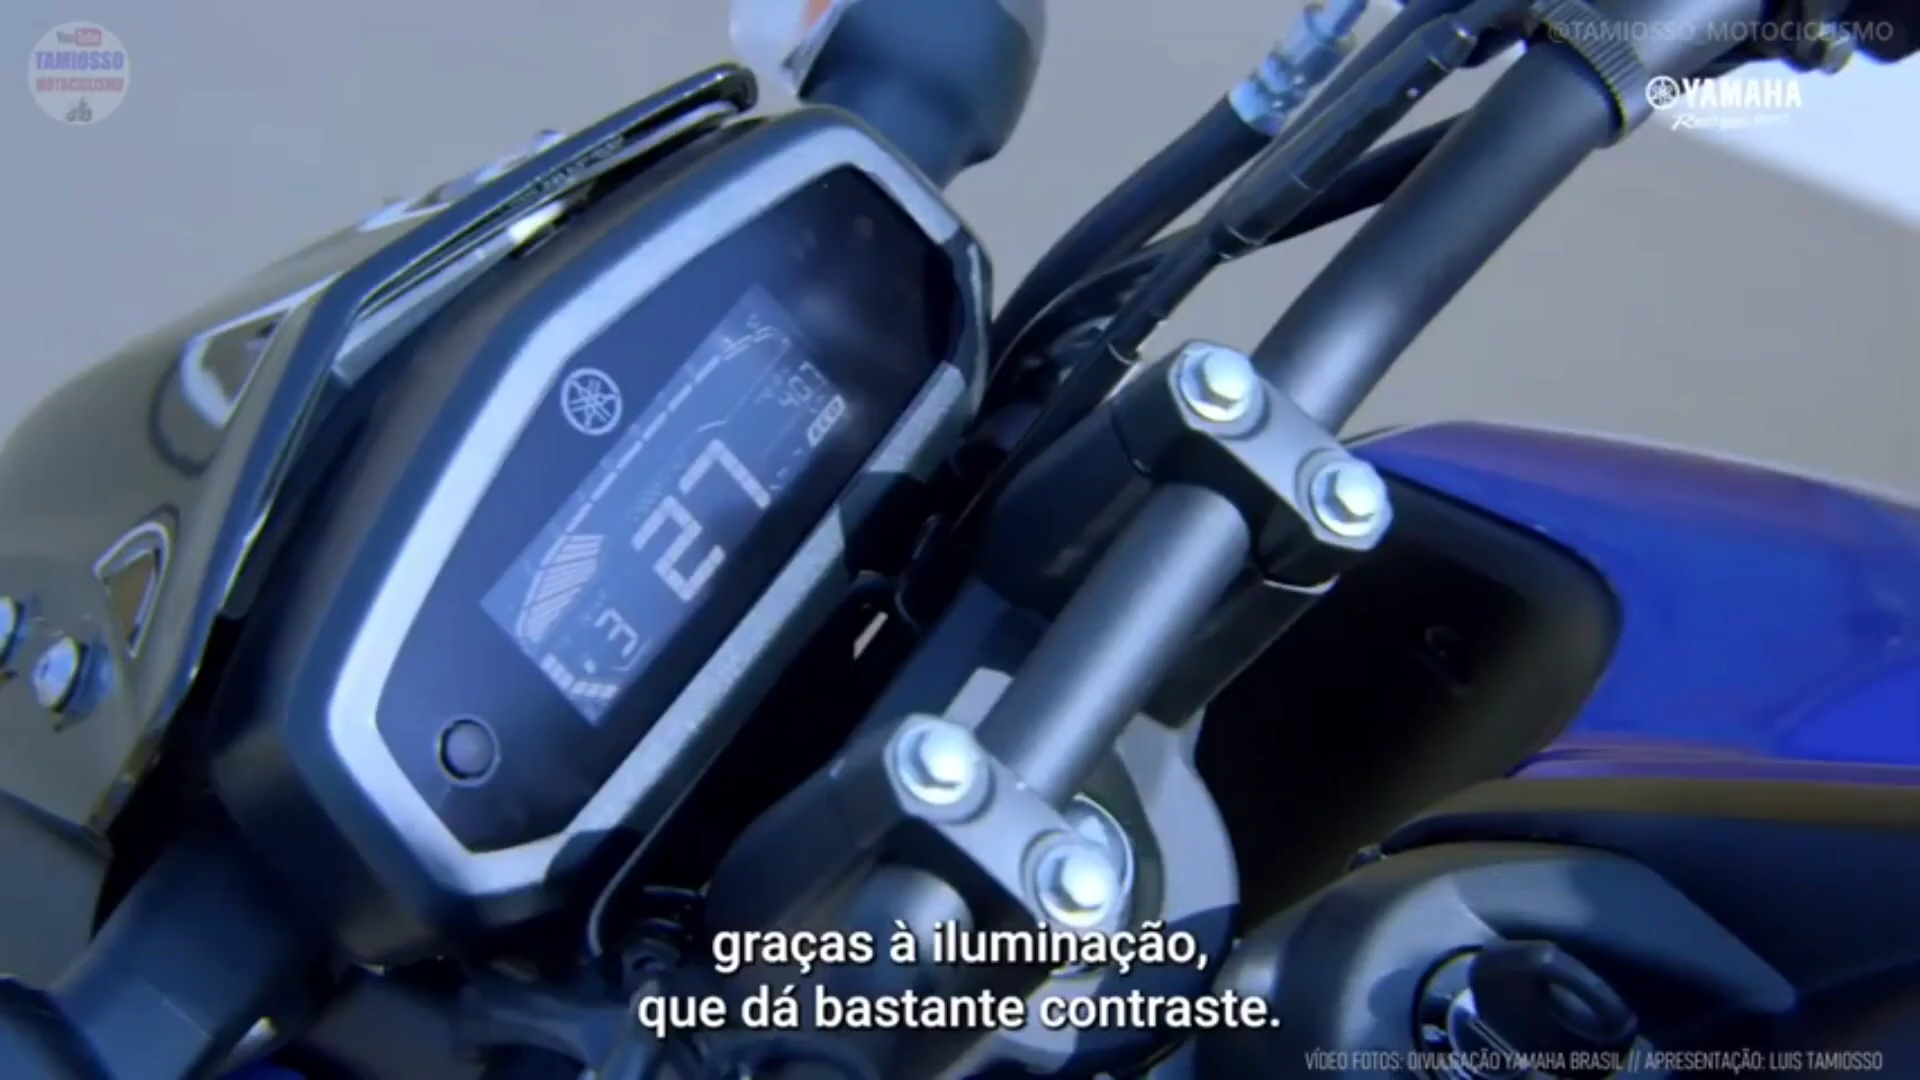 YouTube
TAMIOSSO
MOTOCICLISMO
@TAMIOSSO_MOTOCICLISMO
YAMAHA
27
3
graças à iluminação,
que dá bastante contraste.
VÍDEO FOTOS: DIVULGAÇÃO YAMAHA BRASIL // APRESENTAÇÃO: LUIS TAMIOSSO